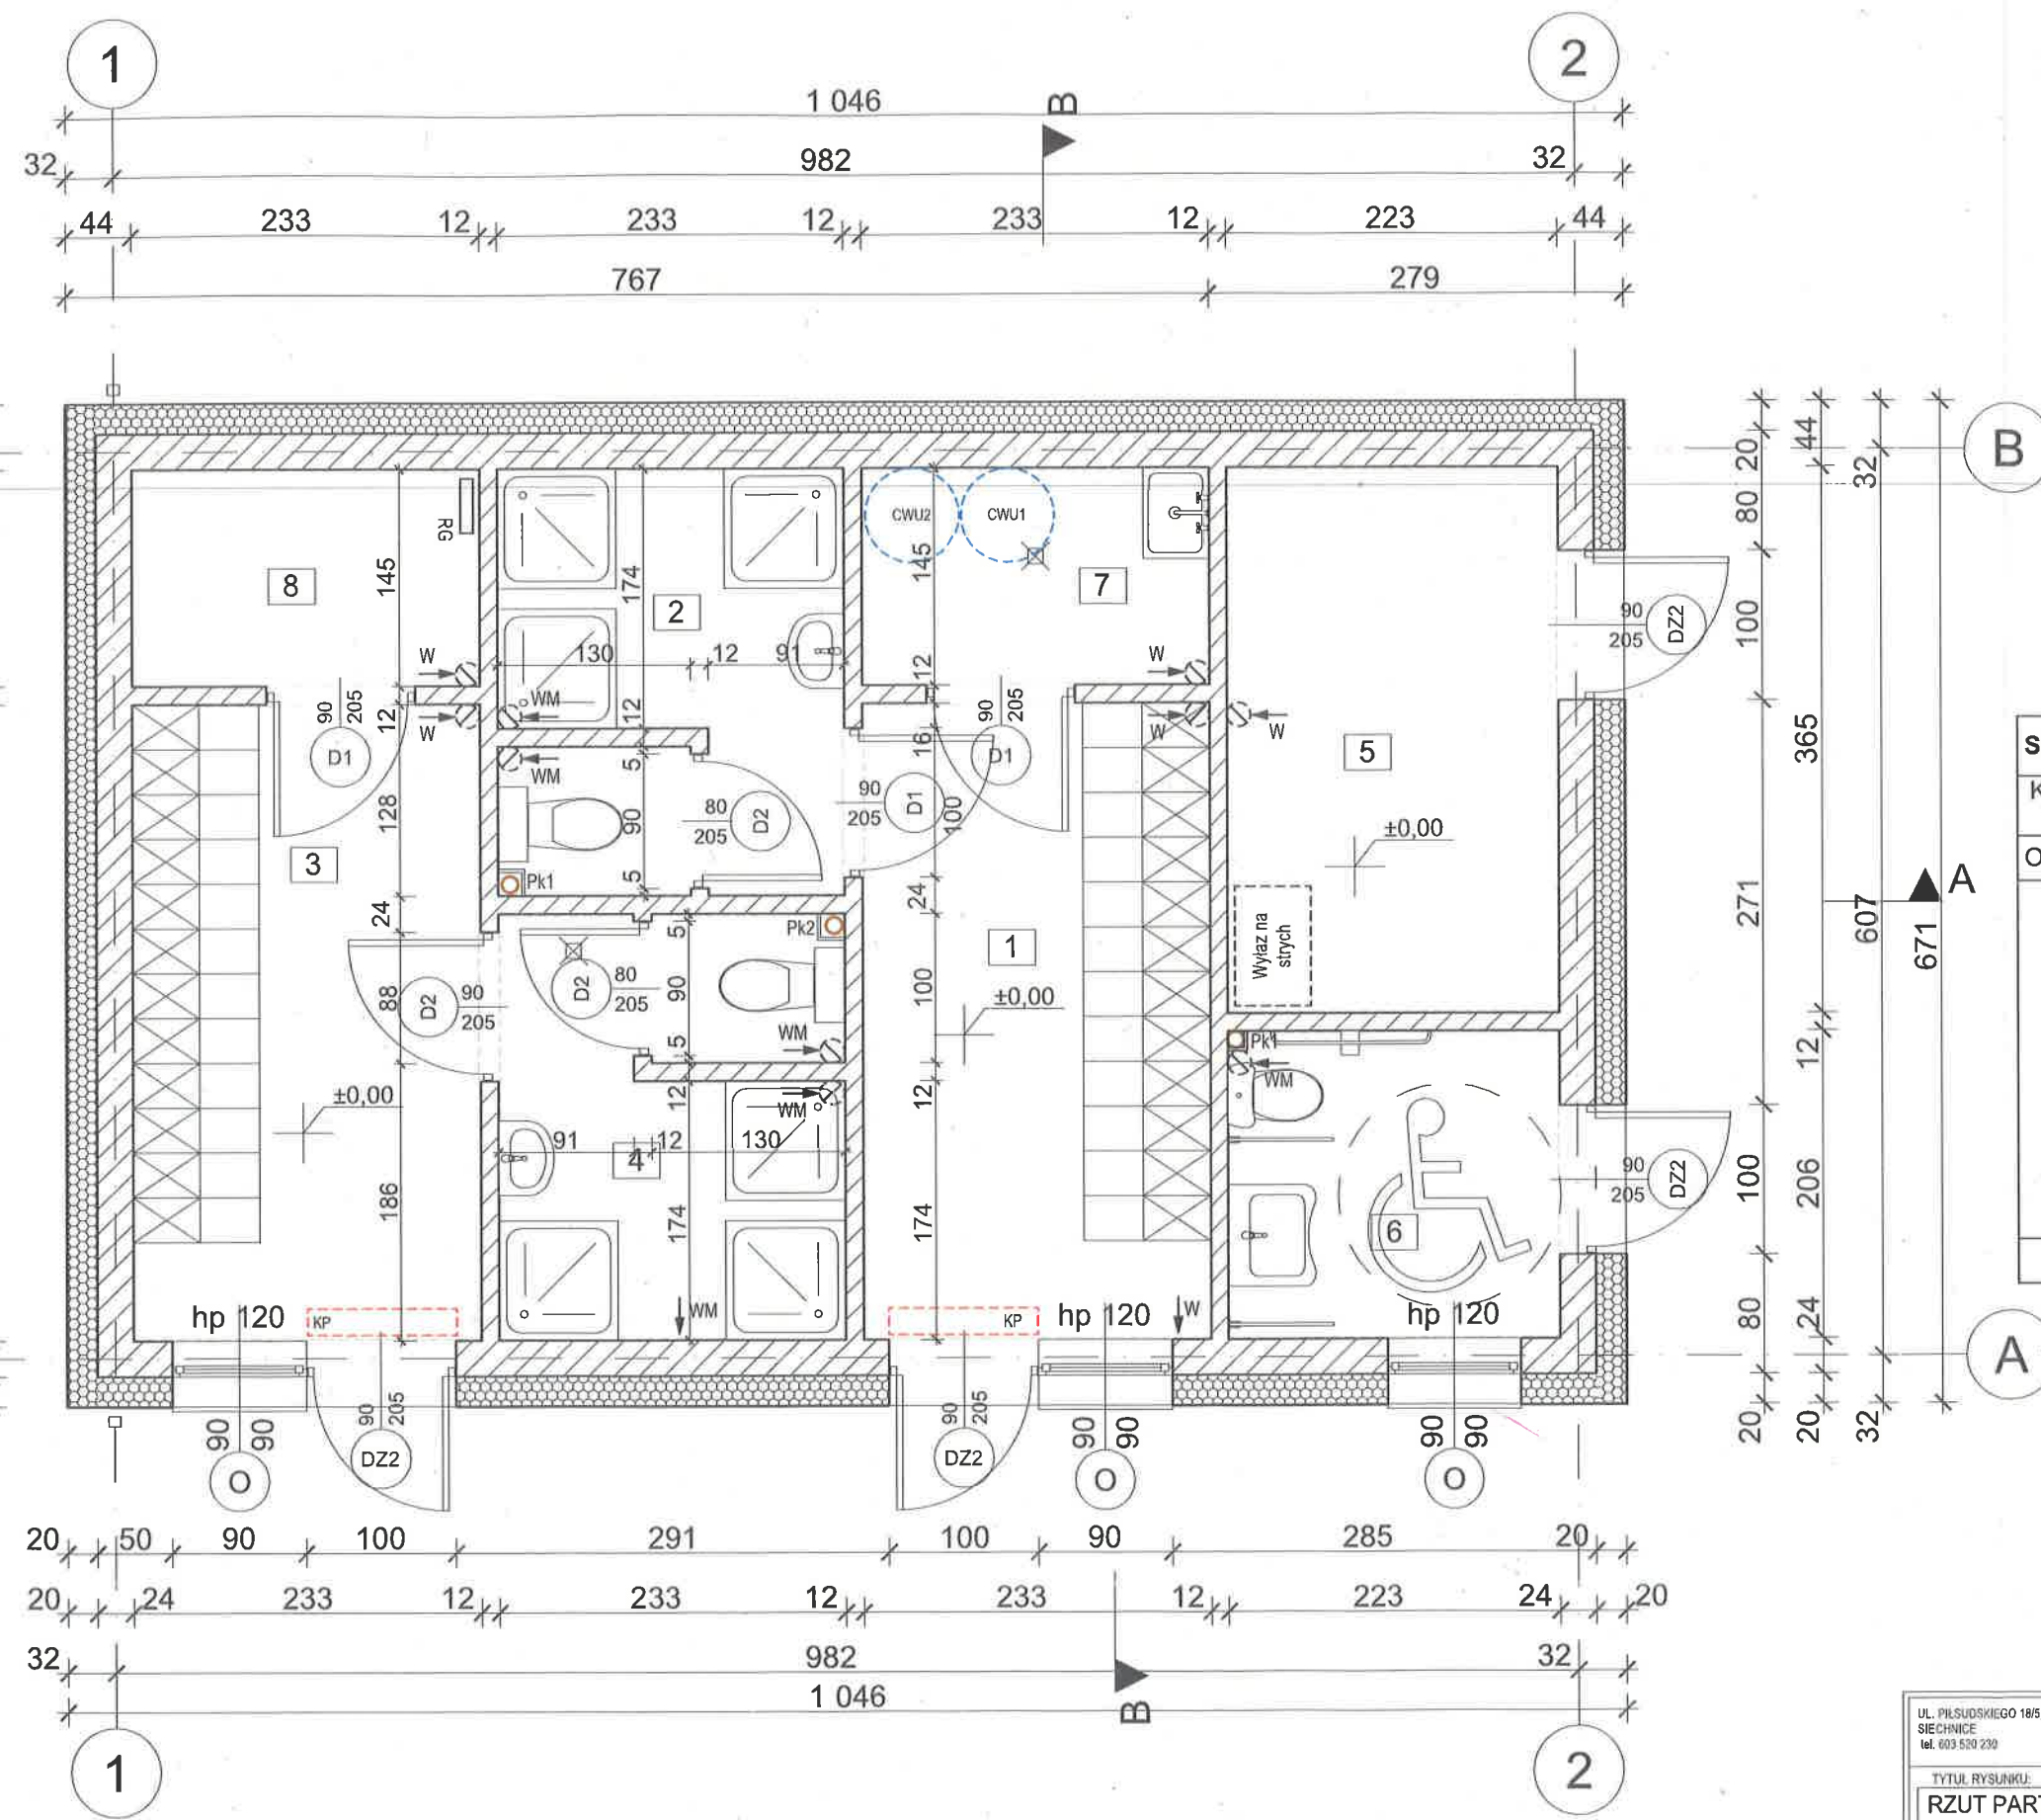 1
2
1 046
B
32
982
32
44
233
12
233
12
233
12
223
44
767
279
B
20
44
32
80
CWU2
CWU1
RG
145
174
145
8
2
7
100
90
205
DZ2
W
130
12
91
W
12
WM
12
90
205
12
90
205
W
W
W
16
D1
WM
5
D1
5
365
S
K
O
128
80
205
D2
90
90
205
D1
100
±0,00
3
5
Pk1
24
24
Wyłaz na
strych
271
607
671
A
Pk2
5
1
88
D2
90
205
D2
80
205
90
100
±0,00
WM
5
Pk1
WM
12
±0,00
12
WM
12
91
4
12
130
90
205
DZ2
100
206
186
174
174
6
hp 120
KP
WM
KP
hp 120
W
hp 120
80
24
A
90
90
90
205
DZ2
90
205
DZ2
90
90
90
90
20
20
32
O
O
O
20
50
90
100
291
100
90
285
20
20
24
233
12
233
12
233
12
223
24
20
32
982
32
1 046
B
1
2
UL. PIŁSUDSKIEGO 18/5
SIECHNICE
tel. 603 520 230
TYTUŁ RYSUNKU:
RZUT PAR